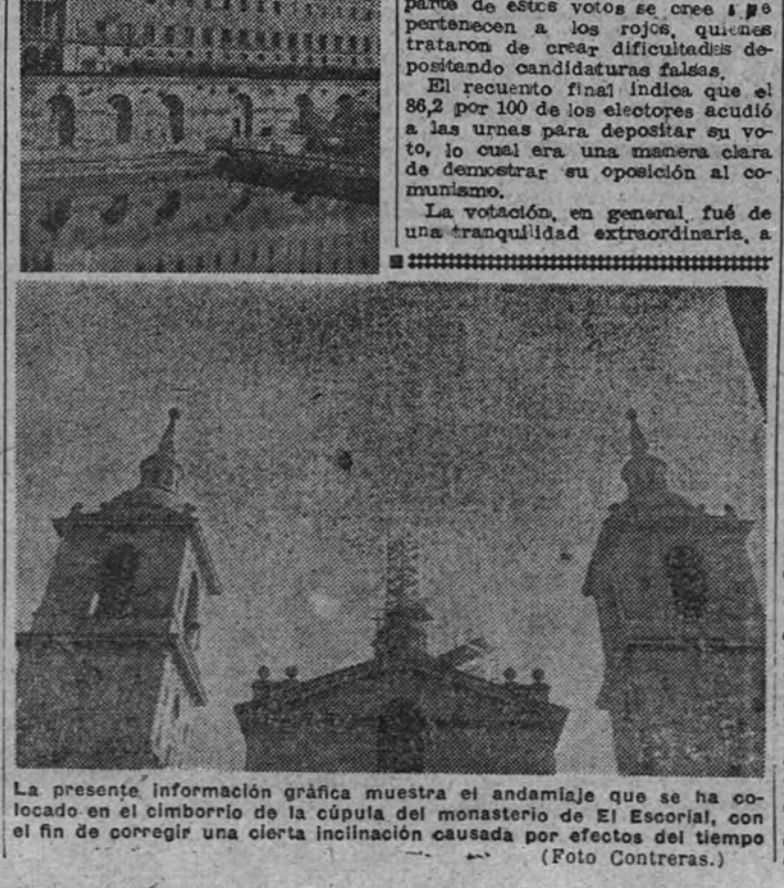 parte de estos votos se cree que
pertenecen a los rojos, quienes
trataron de crear dificultades de-
positando candidaturas falsas.
El recuento final indica que el
86,2 por 100 de los electores acudió
a las urnas para depositar su vo-
to, lo cual era una manera clara
de demostrar su oposición al co-
munismo.
La votación, en general, fué de
una tranquilidad extraordinaria, a
La presente información gráfica muestra el andamiaje que se ha co-
locado en el cimborrio de la cúpula del monasterio de El Escorial, con
el fin de corregir una cierta inclinación causada por efectos del tiempo
(Foto Contreras.)